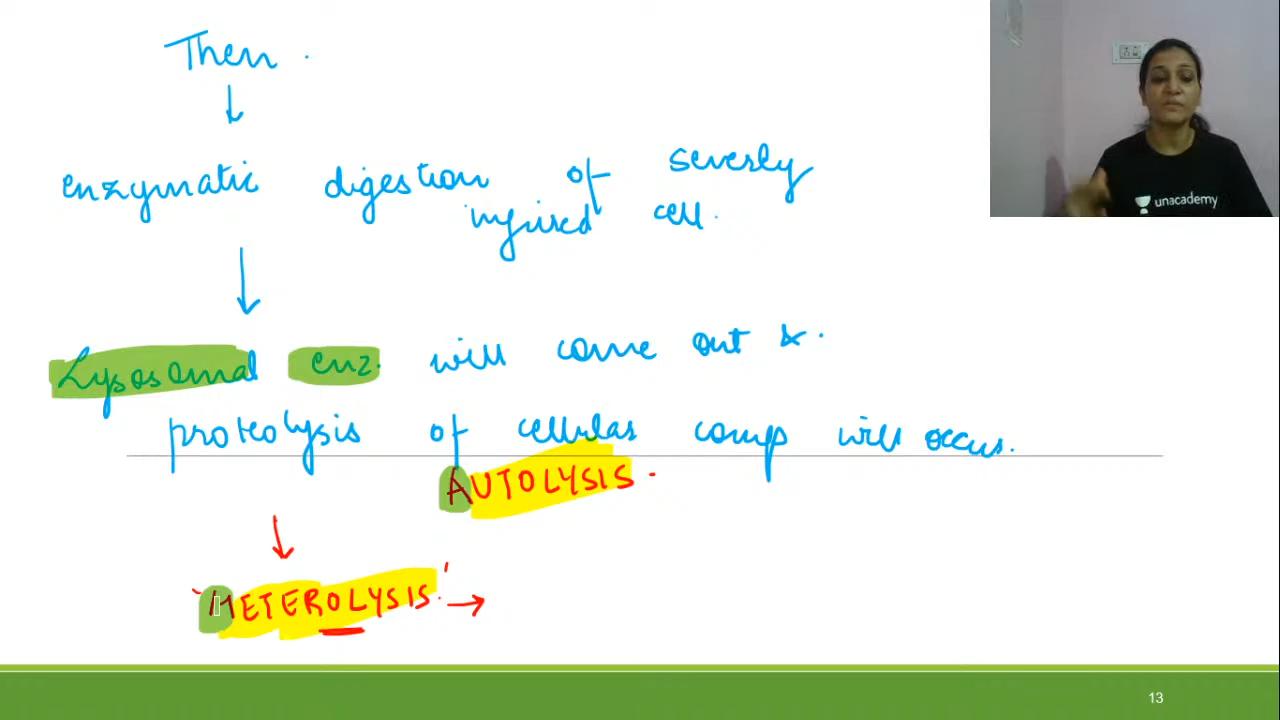 Then .
enzymatic digestion of severly
injured cell.
Lysosomal enz. will come out & .
proteolysis of cellular comp will occur.
AUTOLYSIS .
"HETEROLYSIS.' →
unacademy
13